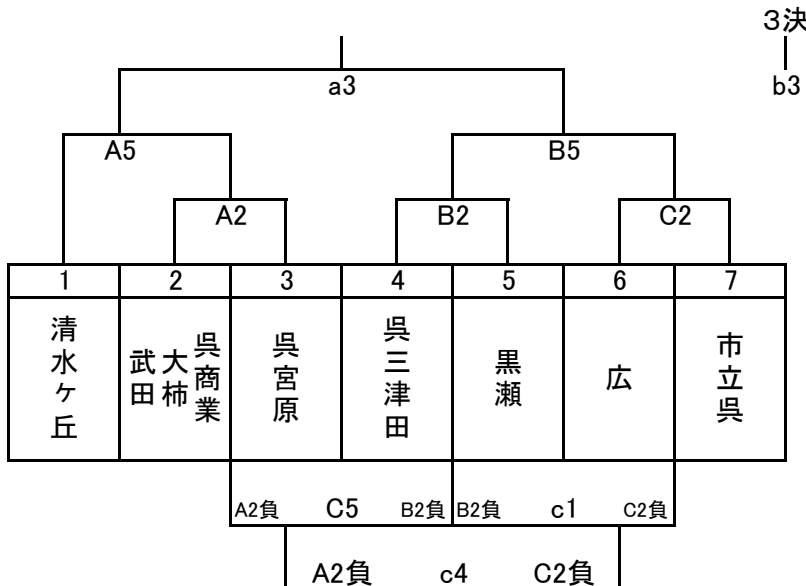 3決
a3
b3
A5 B5
A2 B2 C2
1 2 3 4 5 6 7
清水ヶ丘
呉商業
大柿
武田
呉宮原
呉三津田
黒瀬
広
市立呉
A2負 C5 B2負 B2負 c1 C2負
A2負 c4 C2負